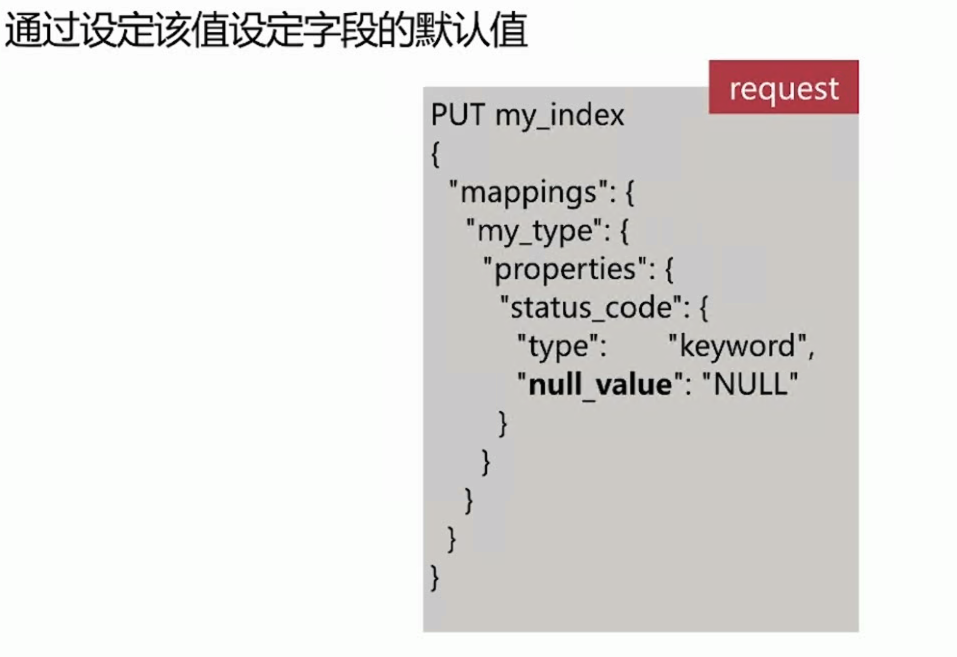 通过设定该值设定字段的默认值
request
PUT my_index
{
"mappings": {
"my_type": {
"properties": {
"status_code": {
"type": "keyword",
"null_value": "NULL"
}
}
}
}
}